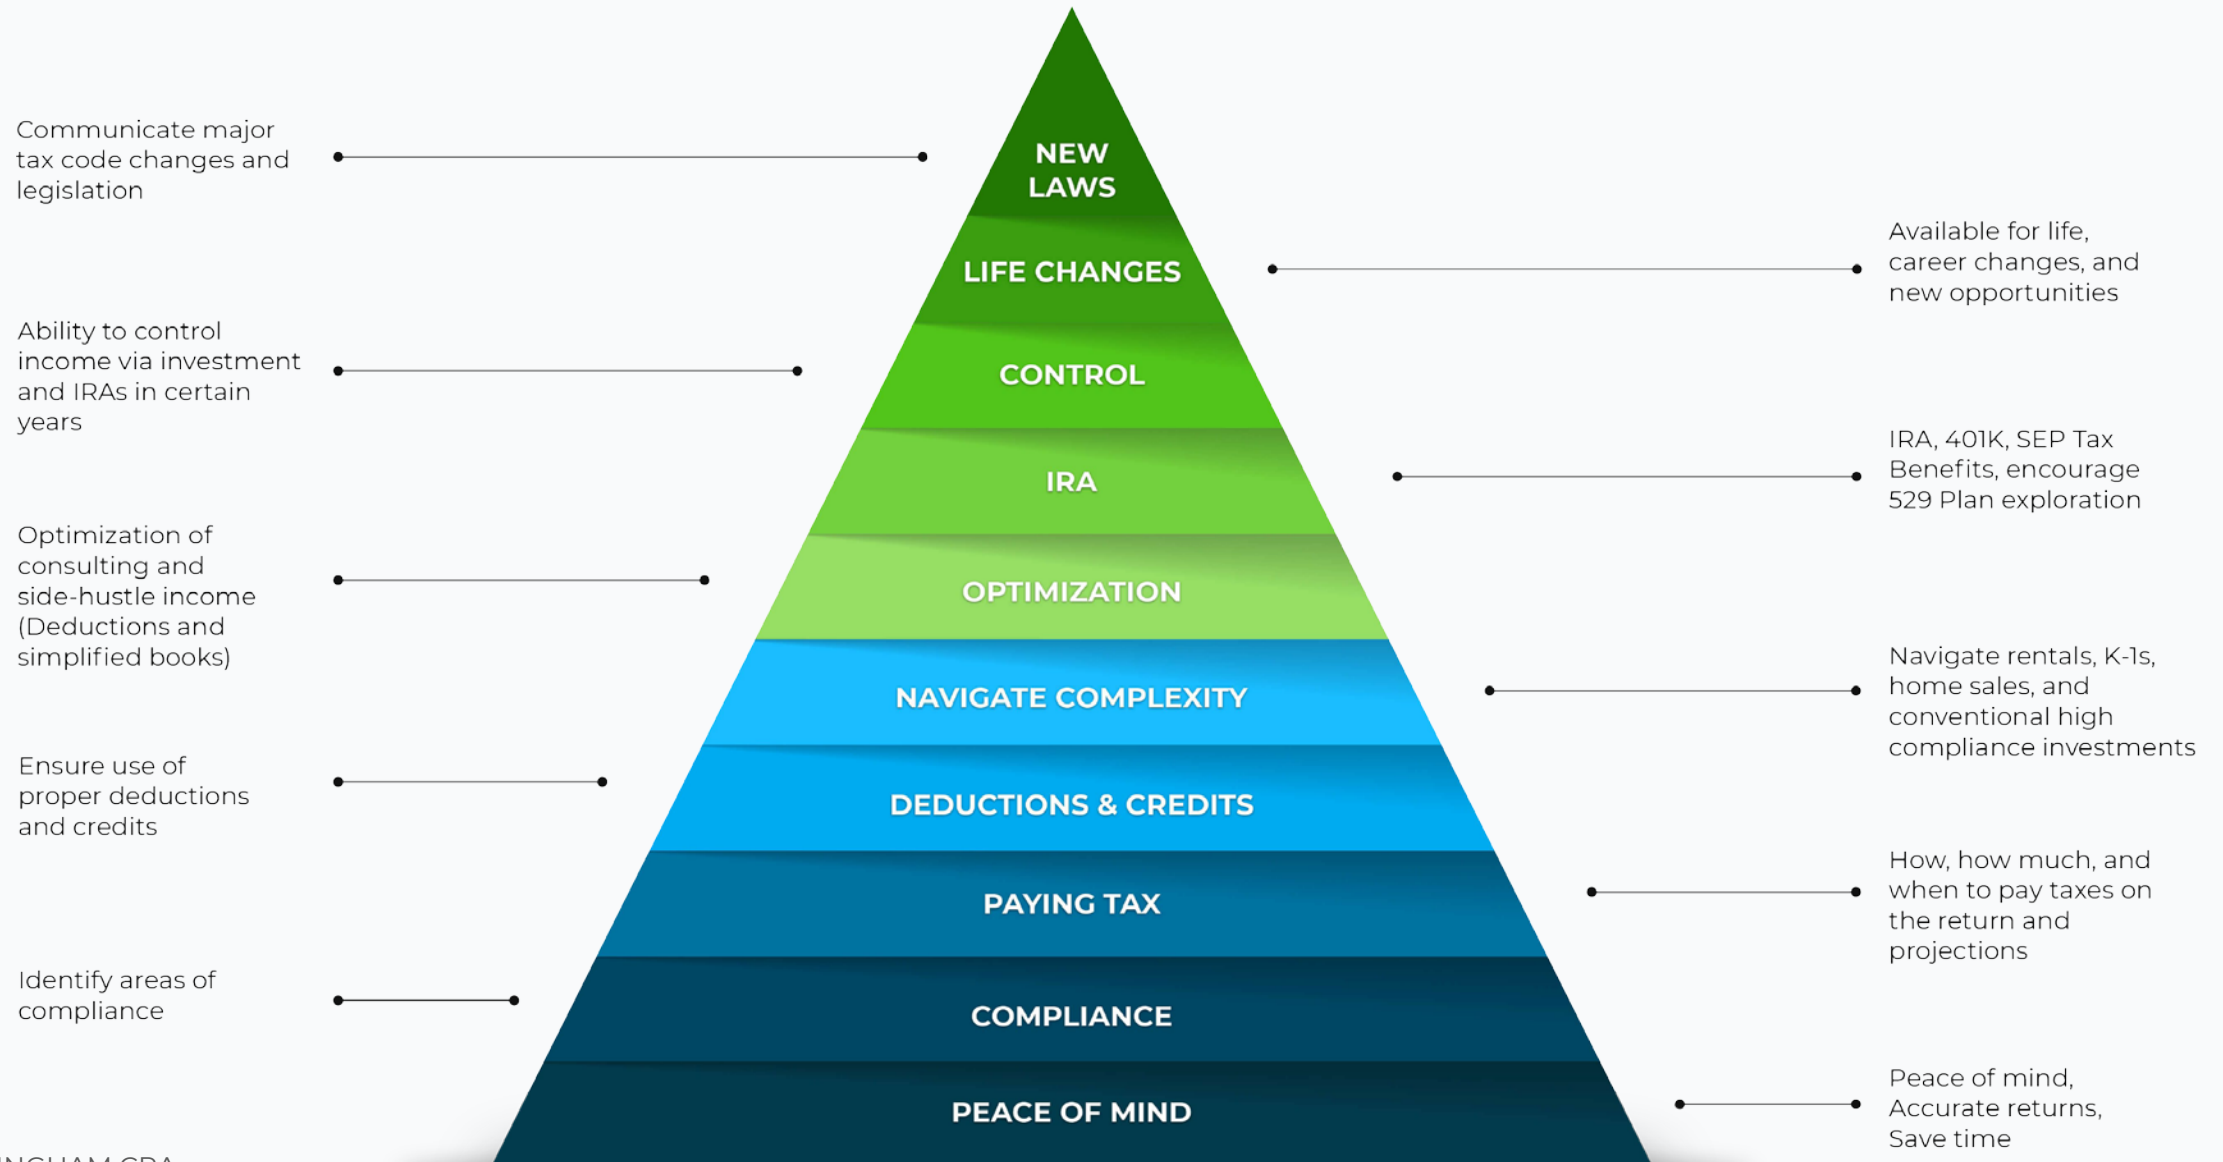 Communicate major
tax code changes and
legislation
NEW
LAWS
Available for life,
career changes, and
new opportunities
LIFE CHANGES
Ability to control
income via investment
and IRAs in certain
years
CONTROL
IRA, 401K, SEP Tax
Benefits, encourage
529 Plan exploration
IRA
Optimization of
consulting and
side-hustle income
(Deductions and
simplified books)
OPTIMIZATION
Navigate rentals, K-1s,
home sales, and
conventional high
compliance investments
NAVIGATE COMPLEXITY
Ensure use of
proper deductions
and credits
DEDUCTIONS & CREDITS
How, how much, and
when to pay taxes on
the return and
projections
PAYING TAX
Identify areas of
compliance
COMPLIANCE
Peace of mind,
Accurate returns,
Save time
PEACE OF MIND